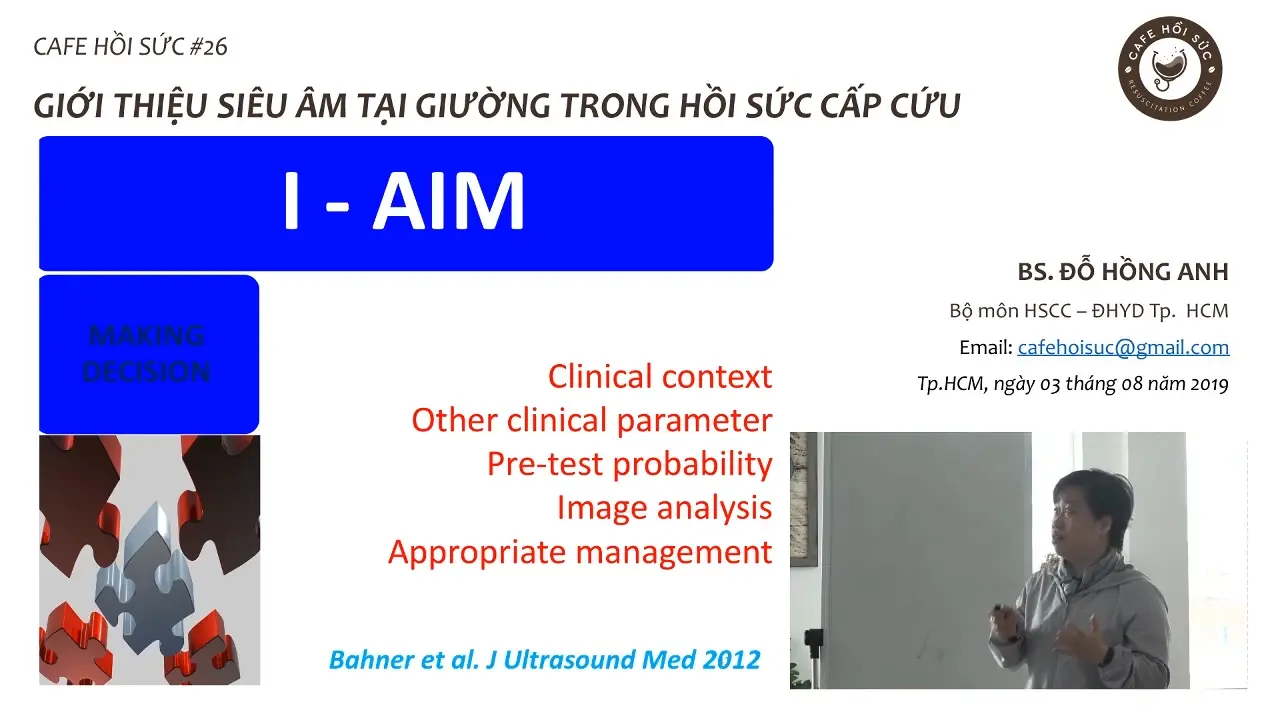 CAFE HỒI SỨC #26
CAFE HỒI SỨC
RESUSCITATION COFFEE
GIỚI THIỆU SIÊU ÂM TẠI GIƯỜNG TRONG HỒI SỨC CẤP CỨU
I - AIM
MAKING
DECISION
Clinical context
Other clinical parameter
Pre-test probability
Image analysis
Appropriate management
Bahner et al. J Ultrasound Med 2012
BS. ĐỖ HỒNG ANH
Bộ môn HSCC – ĐHYD Tp. HCM
Email: cafehoisuc@gmail.com
Tp.HCM, ngày 03 tháng 08 năm 2019